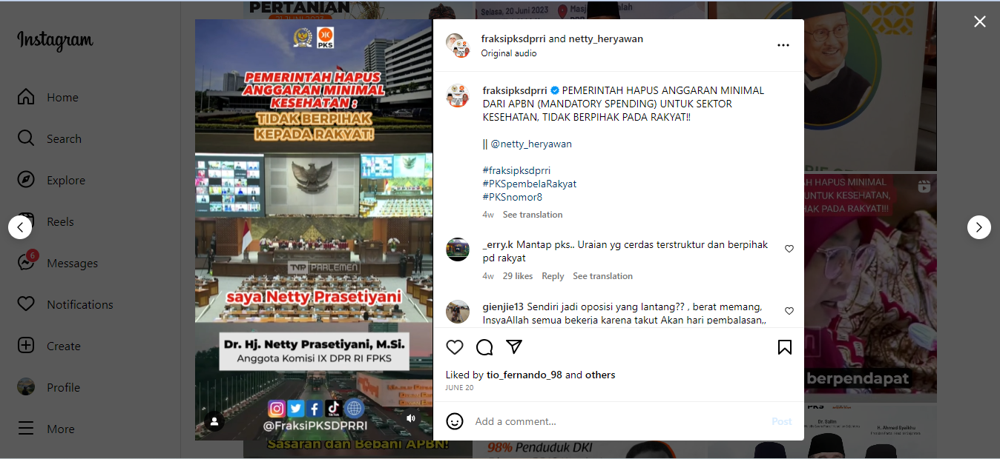 Instagram
Home
Search
Explore
Reels
6
Messages
Notifications
Create
Profile
More
PERTANIAN
21 JUNI 2023
Selasa, 20 Juni 2023
PKS
PEMERINTAH HAPUS
ANGGARAN MINIMAL
KESEHATAN :
TIDAK BERPIHAK
KEPADA RAKYAT!
TVR PARLEMEN
saya Netty Prasetiyani
Dr. Hj. Netty Prasetiyani, M.Si.
Anggota Komisi IX DPR RI FPKS
TikTok
@FraksiPKSDPRRI
Sasaran dan Bebani APBN!
fraksipksdprri and netty_heryawan
Original audio
fraksipksdprri PEMERINTAH HAPUS ANGGARAN MINIMAL
DARI APBN (MANDATORY SPENDING) UNTUK SEKTOR
KESEHATAN, TIDAK BERPIHAK PADA RAKYAT!!
|| @netty_heryawan
#fraksipksdprri
#PKSpembelaRakyat
#PKSnomor8
4w See translation
_erry.k Mantap pks.. Uraian yg cerdas terstruktur dan berpihak
pd rakyat
4w 29 likes Reply See translation
gienjie13 Sendiri jadi oposisi yang lantang?? , berat memang,
InsyaAllah semua bekerja karena takut Akan hari pembalasan,,
Liked by tio_fernando_98 and others
JUNE 20
Add a comment...
Post
HAPUS MINIMAL
UNTUK KESEHATAN,
HAK PADA RAKYAT!!!
berpendapat
98% Penduduk DKI
PKS
Dr. Salim
H. Ahmad Syaikhu